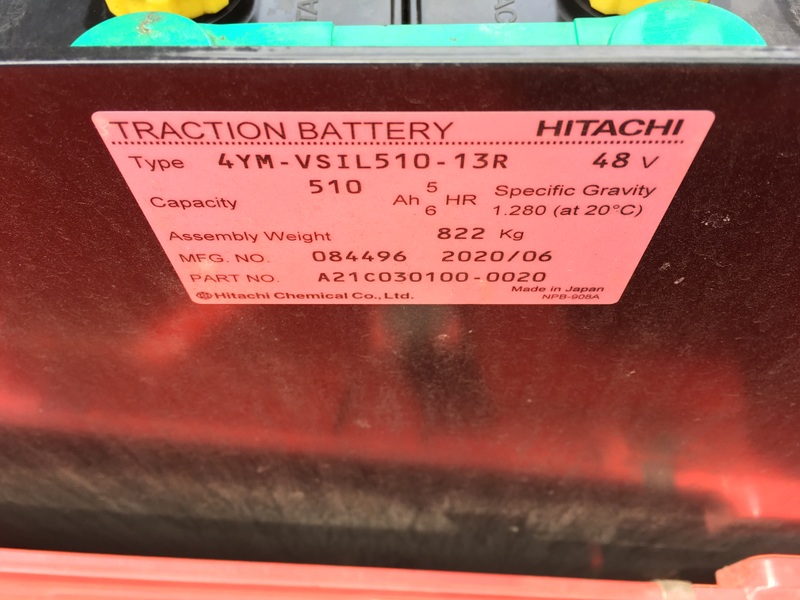 TRACTION BATTERY HITACHI
Type 4YM-VSIL510-13R 48 V
Capacity 510 Ah 5 6 HR Specific Gravity 1.280 (at 20°C)
Assembly Weight 822 Kg
MFG. NO. 084496 2020/06
PART NO. A21C030100-0020
Hitachi Chemical Co., Ltd. Made in Japan
NPB-908A